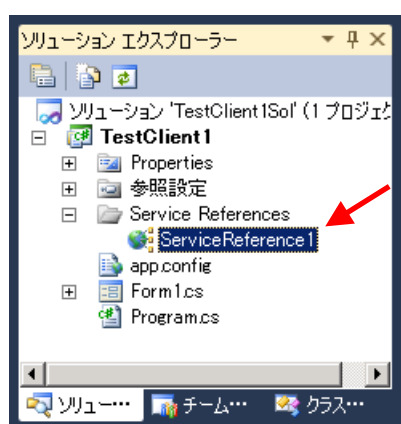 ソリューション エクスプローラー
ソリューション 'TestClient1Sol' (1 プロジェク
TestClient1
Properties
参照設定
Service References
ServiceReference1
app.config
Form1.cs
Program.cs
ソリュー… チーム… クラス…